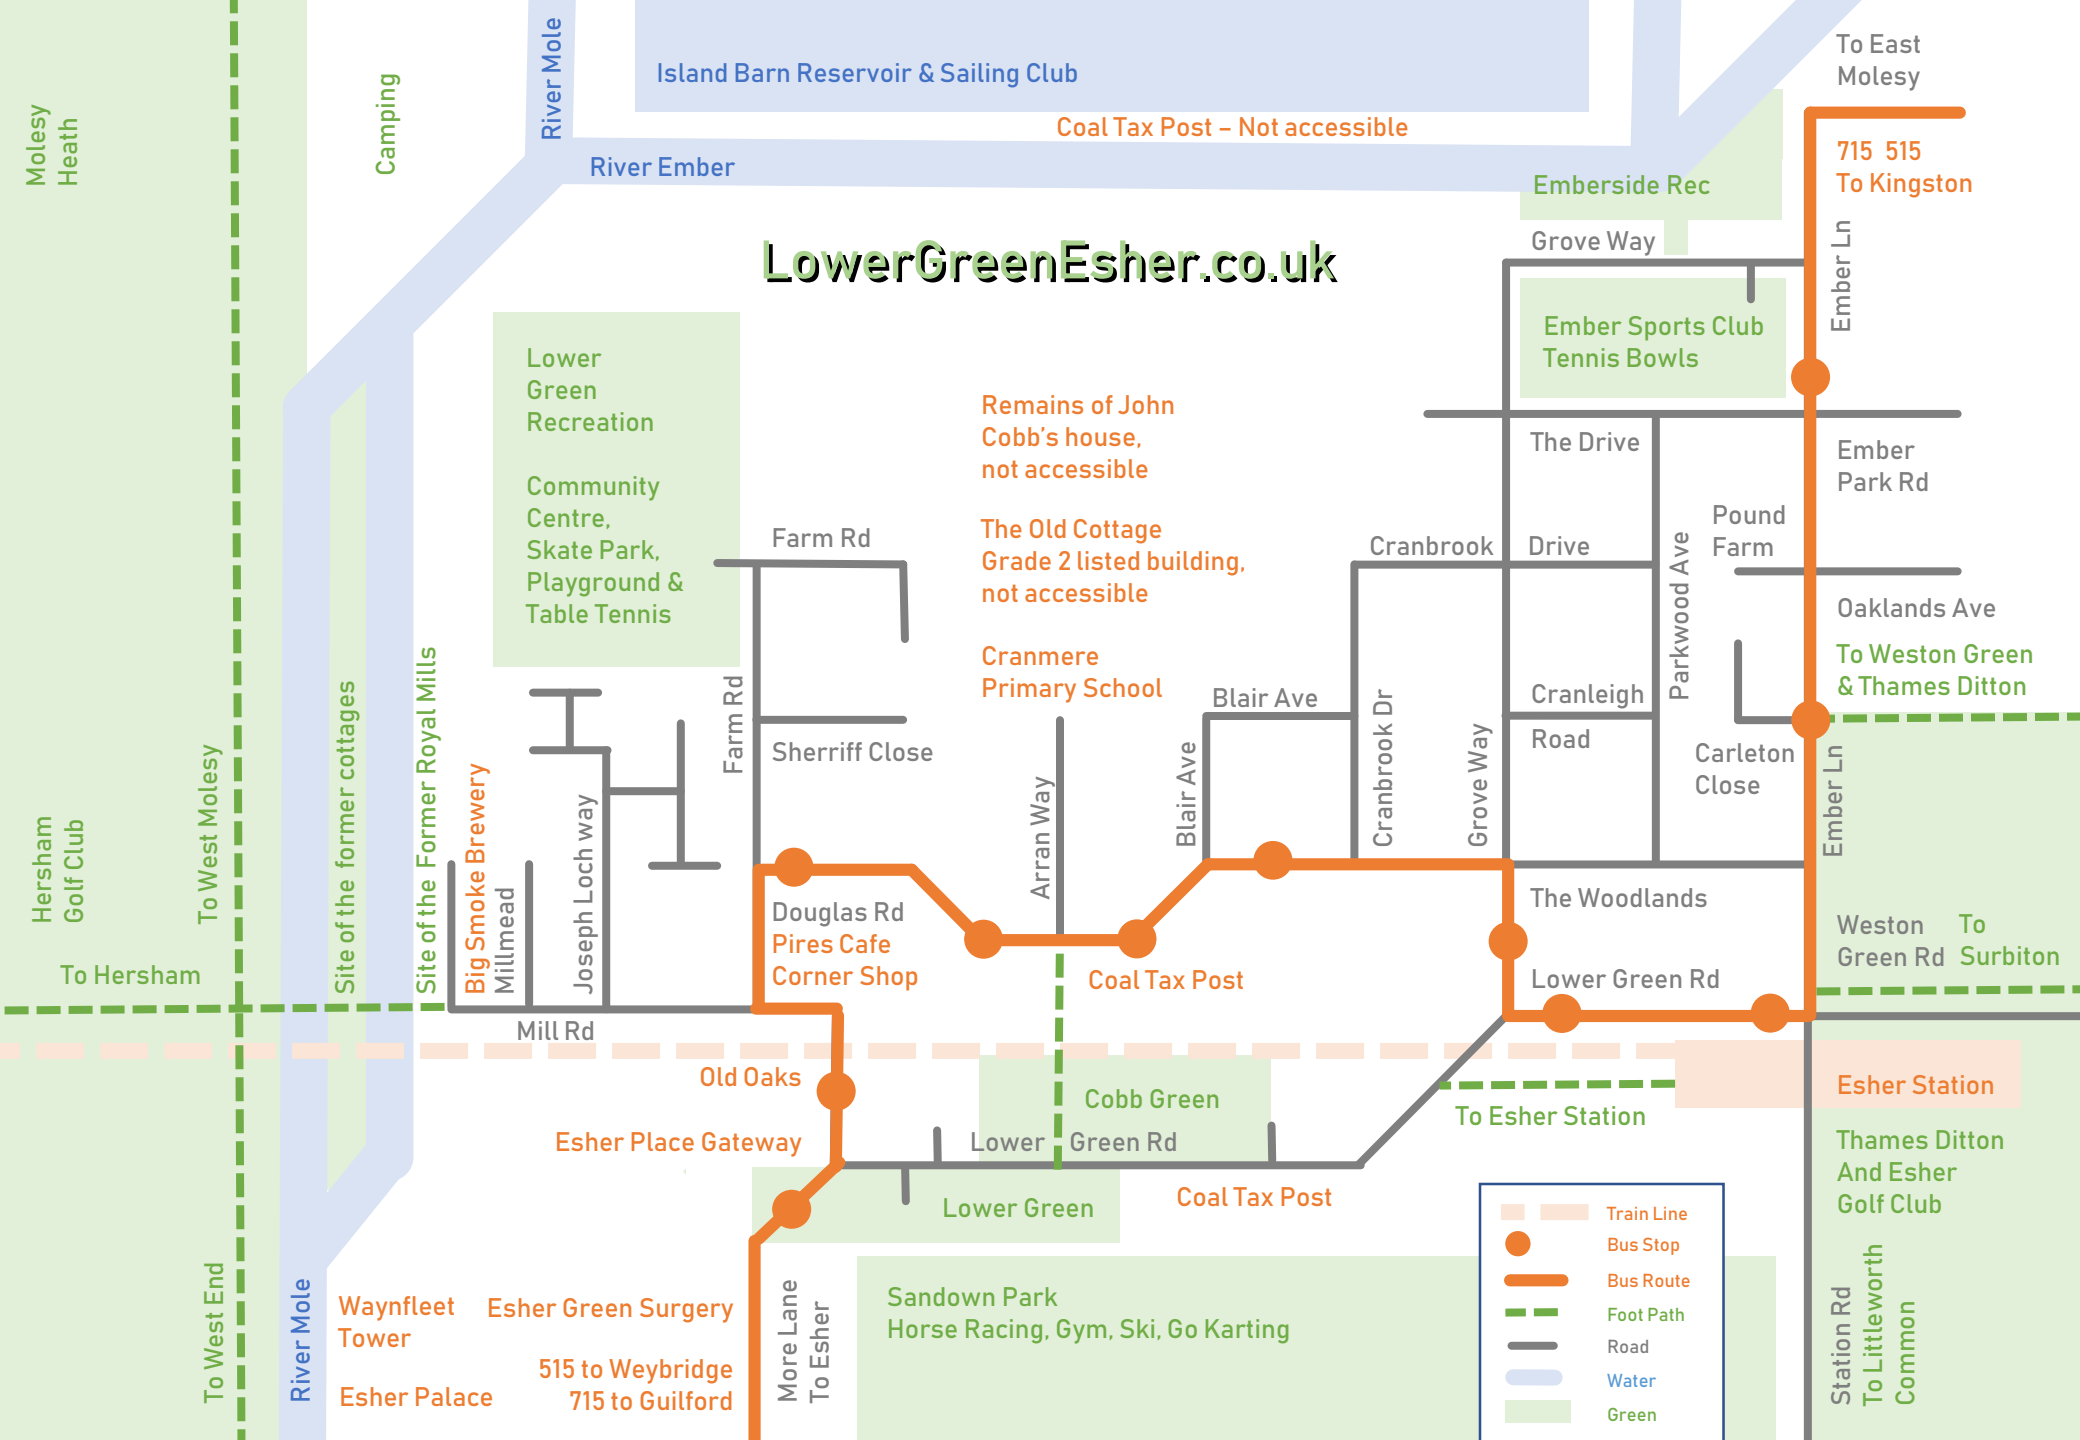 Molesy
Heath
Camping
River Mole
Island Barn Reservoir & Sailing Club
Coal Tax Post – Not accessible
River Ember
To East
Molesy
715 515
To Kingston
Emberside Rec
Grove Way
Ember Ln
LowerGreenEsher.co.uk
Ember Sports Club
Tennis Bowls
Lower
Green
Recreation
Community
Centre,
Skate Park,
Playground &
Table Tennis
Remains of John
Cobb’s house,
not accessible
The Old Cottage
Grade 2 listed building,
not accessible
Cranmere
Primary School
The Drive
Ember
Park Rd
Pound
Farm
Farm Rd
Cranbrook
Drive
Parkwood Ave
Oaklands Ave
To Weston Green
& Thames Ditton
Farm Rd
Sherriff Close
Blair Ave
Blair Ave
Cranbrook Dr
Grove Way
Cranleigh
Road
Carleton
Close
Ember Ln
Arran Way
Hersham
Golf Club
To West Molesy
Site of the former cottages
Site of the Former Royal Mills
Big Smoke Brewery
Millmead
Joseph Loch way
Douglas Rd
Pires Cafe
Corner Shop
Coal Tax Post
The Woodlands
Lower Green Rd
Weston
Green Rd
To
Surbiton
To Hersham
Mill Rd
Old Oaks
Esher Place Gateway
Cobb Green
Lower
Green Rd
To Esher Station
Esher Station
Thames Ditton
And Esher
Golf Club
Lower Green
Coal Tax Post
To West End
River Mole
Waynfleet
Tower
Esher Palace
Esher Green Surgery
515 to Weybridge
715 to Guilford
More Lane
To Esher
Sandown Park
Horse Racing, Gym, Ski, Go Karting
Train Line
Bus Stop
Bus Route
Foot Path
Road
Water
Green
Station Rd
To Littleworth
Common